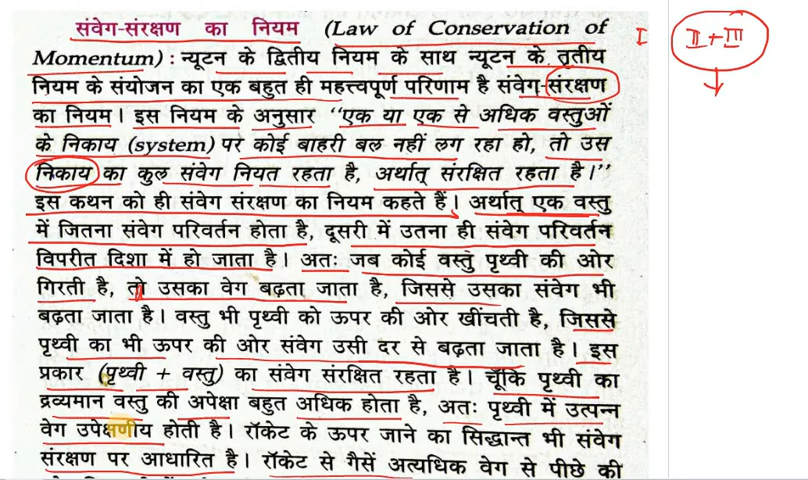 संवेग-संरक्षण का नियम (Law of Conservation of
Momentum) : न्यूटन के द्वितीय नियम के साथ न्यूटन के तृतीय
नियम के संयोजन का एक बहुत ही महत्त्वपूर्ण परिणाम है संवेग-संरक्षण
का नियम। इस नियम के अनुसार "एक या एक से अधिक वस्तुओं
के निकाय (system) पर कोई बाहरी बल नहीं लग रहा हो, तो उस
निकाय का कुल संवेग नियत रहता है, अर्थात् संरक्षित रहता है।"
इस कथन को ही संवेग संरक्षण का नियम कहते हैं। अर्थात् एक वस्तु
में जितना संवेग परिवर्तन होता है, दूसरी में उतना ही संवेग परिवर्तन
विपरीत दिशा में हो जाता है। अतः जब कोई वस्तु पृथ्वी की ओर
गिरती है, तो उसका वेग बढ़ता जाता है, जिससे उसका संवेग भी
बढ़ता जाता है। वस्तु भी पृथ्वी को ऊपर की ओर खींचती है, जिससे
पृथ्वी का भी ऊपर की ओर संवेग उसी दर से बढ़ता जाता है। इस
प्रकार (पृथ्वी + वस्तु) का संवेग संरक्षित रहता है। चूँकि पृथ्वी का
द्रव्यमान वस्तु की अपेक्षा बहुत अधिक होता है, अतः पृथ्वी में उत्पन्न
वेग उपेक्षणीय होती है। रॉकेट के ऊपर जाने का सिद्धान्त भी संवेग
संरक्षण पर आधारित है। रॉकेट से गैसें अत्यधिक वेग से पीछे की
I II + III